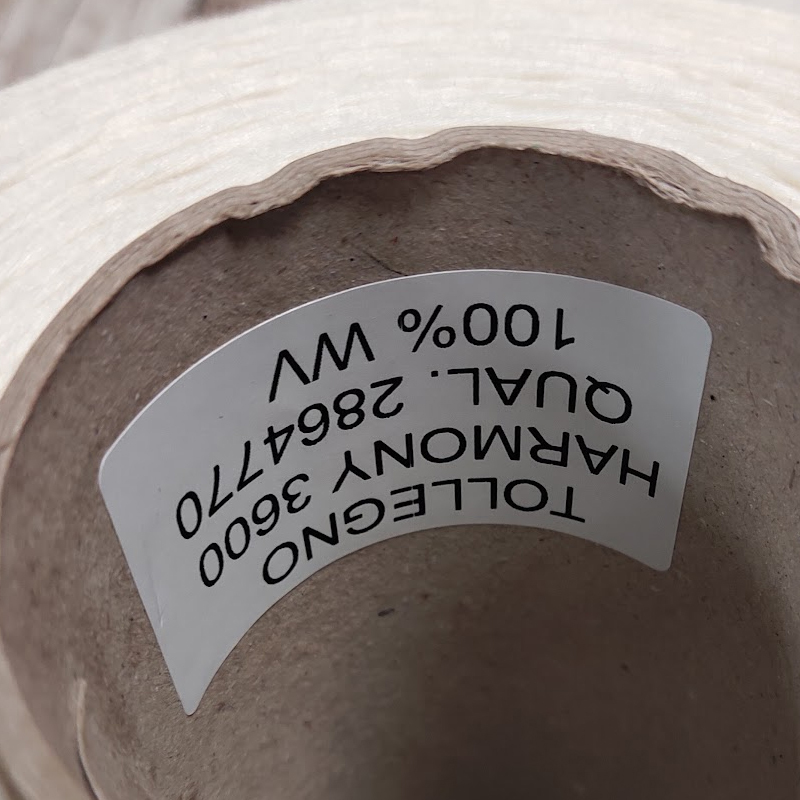 TOLLEGNO
HARMONY 3600
QUAL. 2864770
100% WV